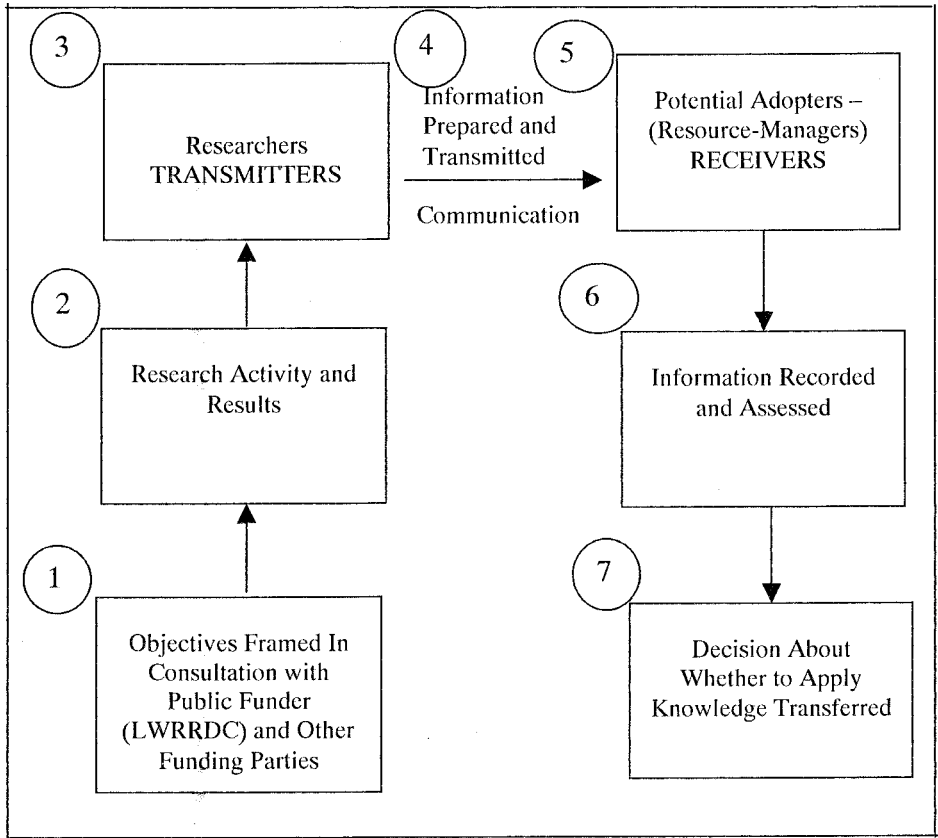 3
Researchers
TRANSMITTERS
4
Information
Prepared and
Transmitted
Communication
5
Potential Adopters –
(Resource-Managers)
RECEIVERS
2
Research Activity and
Results
6
Information Recorded
and Assessed
1
Objectives Framed In
Consultation with
Public Funder
(LWRRDC) and Other
Funding Parties
7
Decision About
Whether to Apply
Knowledge Transferred